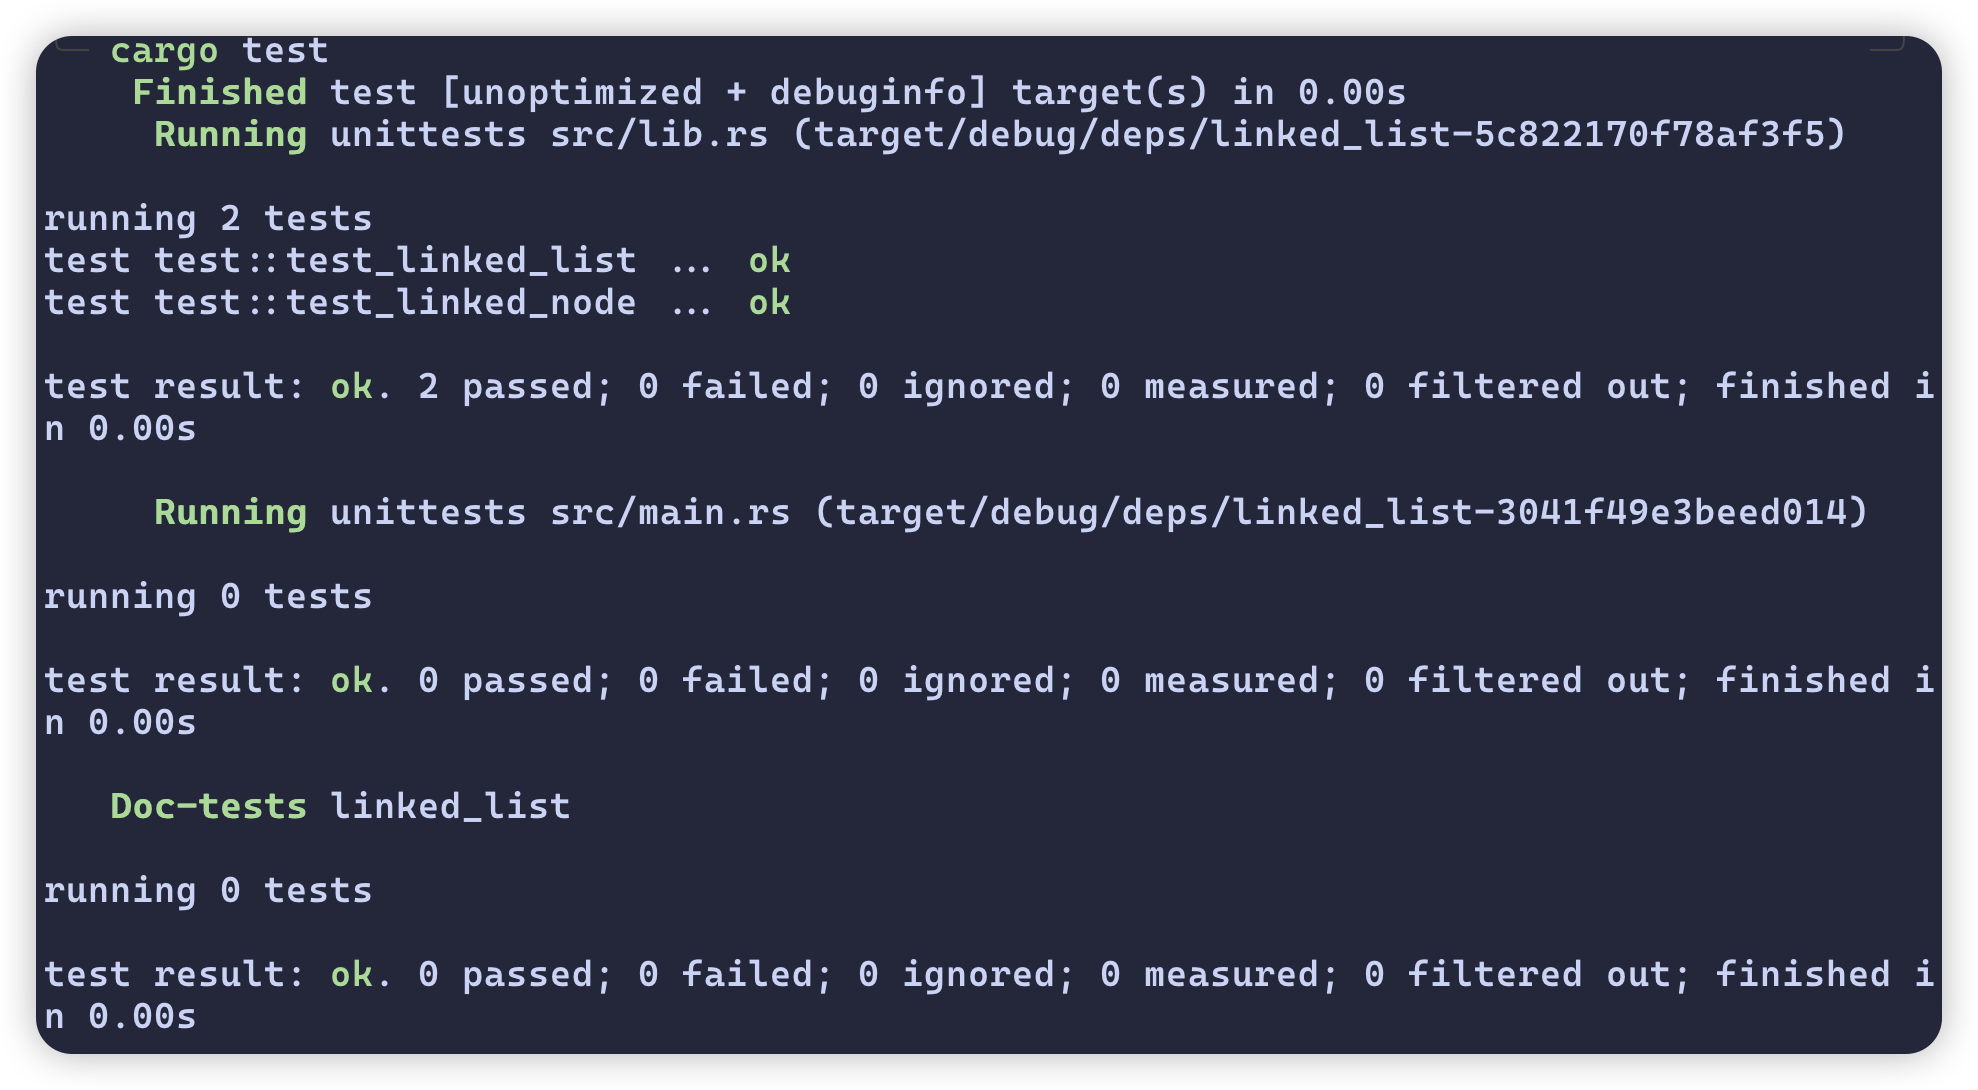 cargo test
Finished test [unoptimized + debuginfo] target(s) in 0.00s
Running unittests src/lib.rs (target/debug/deps/linked_list-5c822170f78af3f5)
running 2 tests
test test::test_linked_list ... ok
test test::test_linked_node ... ok
test result: ok. 2 passed; 0 failed; 0 ignored; 0 measured; 0 filtered out; finished i
n 0.00s
Running unittests src/main.rs (target/debug/deps/linked_list-3041f49e3beed014)
running 0 tests
test result: ok. 0 passed; 0 failed; 0 ignored; 0 measured; 0 filtered out; finished i
n 0.00s
Doc-tests linked_list
running 0 tests
test result: ok. 0 passed; 0 failed; 0 ignored; 0 measured; 0 filtered out; finished i
n 0.00s